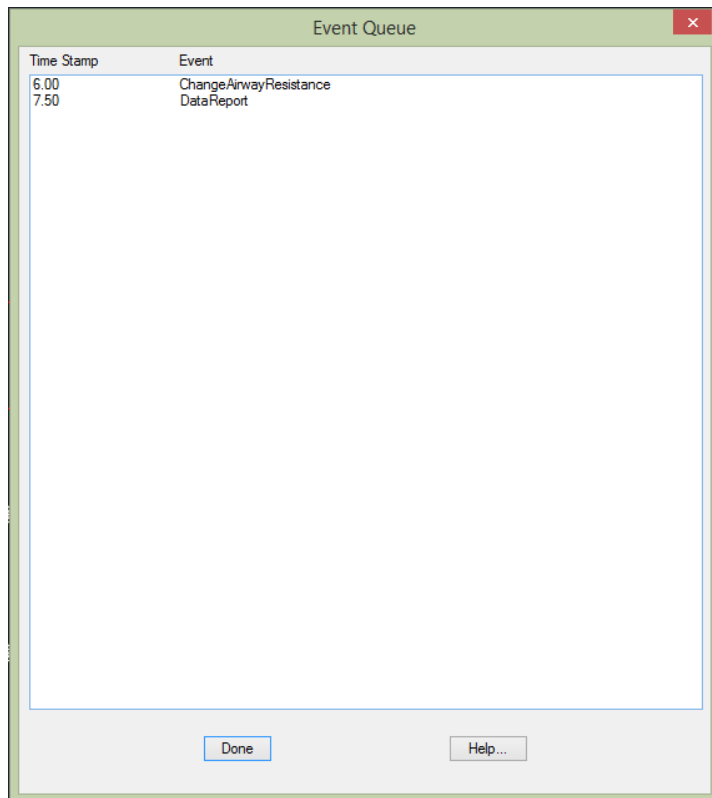 Event Queue
Time Stamp Event
6.00 ChangeAirwayResistance
7.50 DataReport
Done Help...